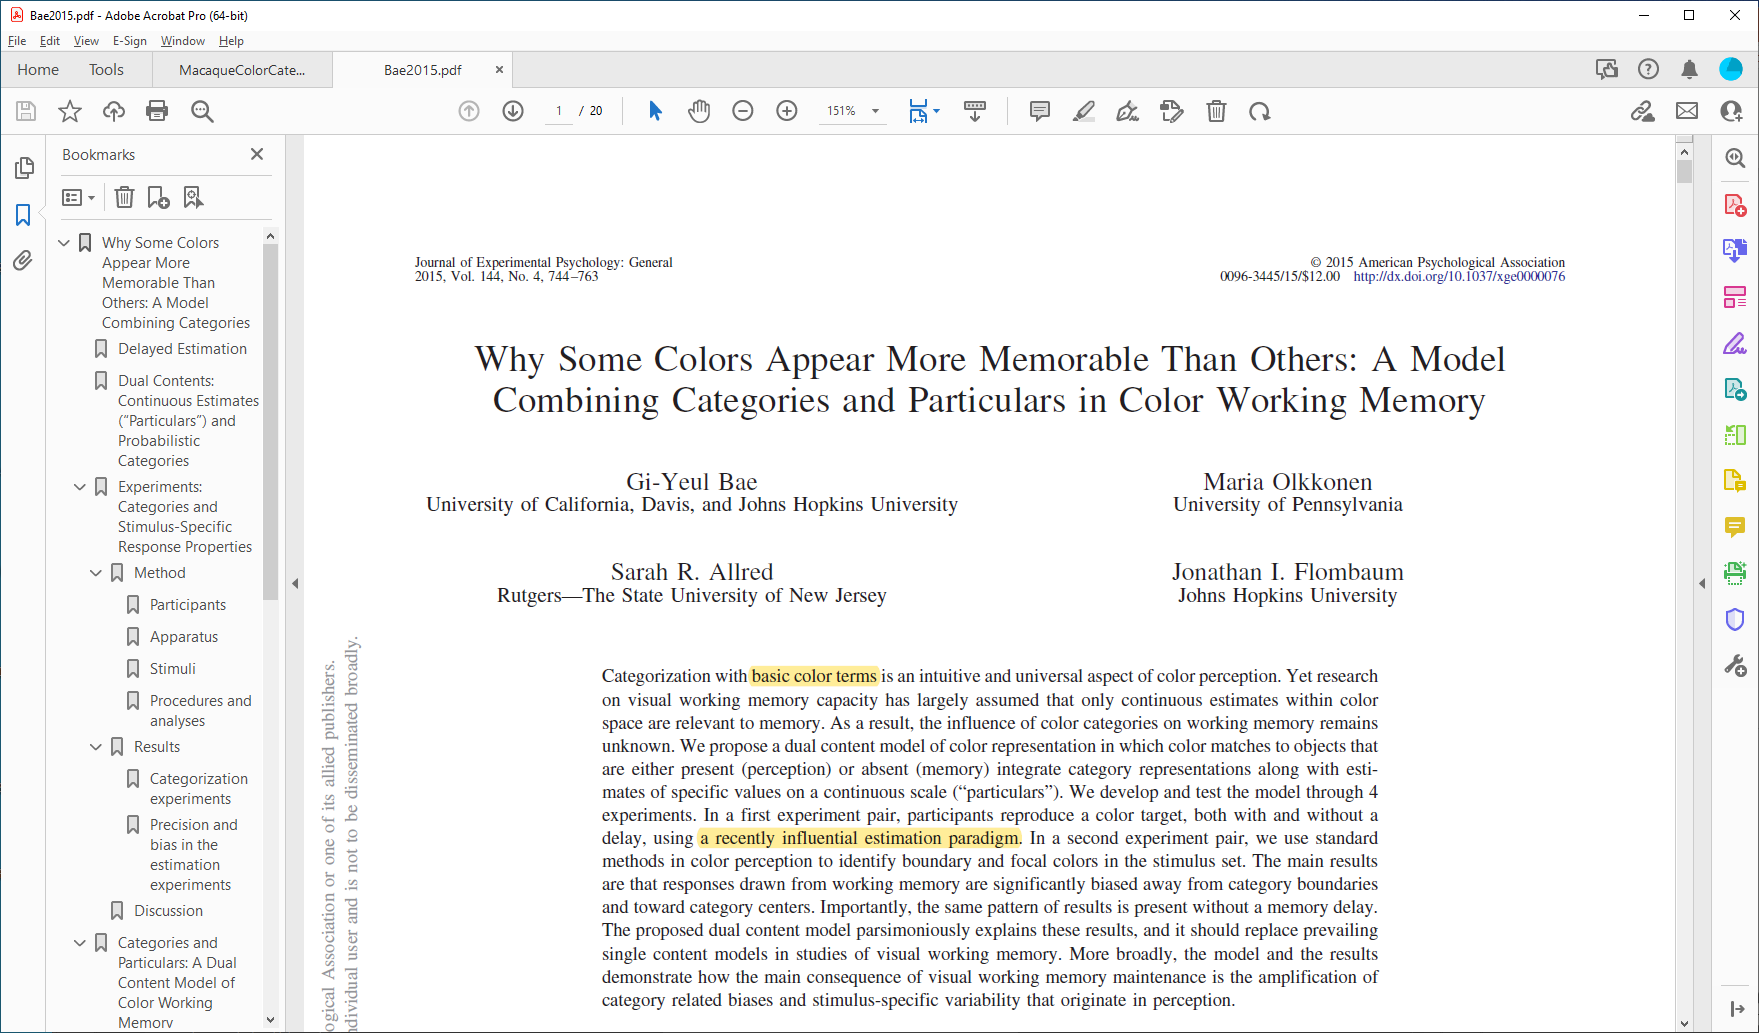 Bae2015.pdf - Adobe Acrobat Pro (64-bit)
File Edit View E-Sign Window Help
Home Tools MacaqueColorCate... Bae2015.pdf
1 / 20 151%
Bookmarks
Why Some Colors
Appear More
Memorable Than
Others: A Model
Combining Categories
Delayed Estimation
Dual Contents:
Continuous Estimates
(“Particulars”) and
Probabilistic
Categories
Experiments:
Categories and
Stimulus-Specific
Response Properties
Method
Participants
Apparatus
Stimuli
Procedures and
analyses
Results
Categorization
experiments
Precision and
bias in the
estimation
experiments
Discussion
Categories and
Particulars: A Dual
Content Model of
Color Working
Memory
Journal of Experimental Psychology: General
2015, Vol. 144, No. 4, 744–763
© 2015 American Psychological Association
0096-3445/15/$12.00 http://dx.doi.org/10.1037/xge0000076
Why Some Colors Appear More Memorable Than Others: A Model
Combining Categories and Particulars in Color Working Memory
Gi-Yeul Bae
University of California, Davis, and Johns Hopkins University
Maria Olkkonen
University of Pennsylvania
Sarah R. Allred
Rutgers—The State University of New Jersey
Jonathan I. Flombaum
Johns Hopkins University
Categorization with basic color terms is an intuitive and universal aspect of color perception. Yet research
on visual working memory capacity has largely assumed that only continuous estimates within color
space are relevant to memory. As a result, the influence of color categories on working memory remains
unknown. We propose a dual content model of color representation in which color matches to objects that
are either present (perception) or absent (memory) integrate category representations along with esti-
mates of specific values on a continuous scale (“particulars”). We develop and test the model through 4
experiments. In a first experiment pair, participants reproduce a color target, both with and without a
delay, using a recently influential estimation paradigm. In a second experiment pair, we use standard
methods in color perception to identify boundary and focal colors in the stimulus set. The main results
are that responses drawn from working memory are significantly biased away from category boundaries
and toward category centers. Importantly, the same pattern of results is present without a memory delay.
The proposed dual content model parsimoniously explains these results, and it should replace prevailing
single content models in studies of visual working memory. More broadly, the model and the results
demonstrate how the main consequence of visual working memory maintenance is the amplification of
category related biases and stimulus-specific variability that originate in perception.
ogical Association or one of its allied publishers.
ndividual user and is not to be disseminated broadly.